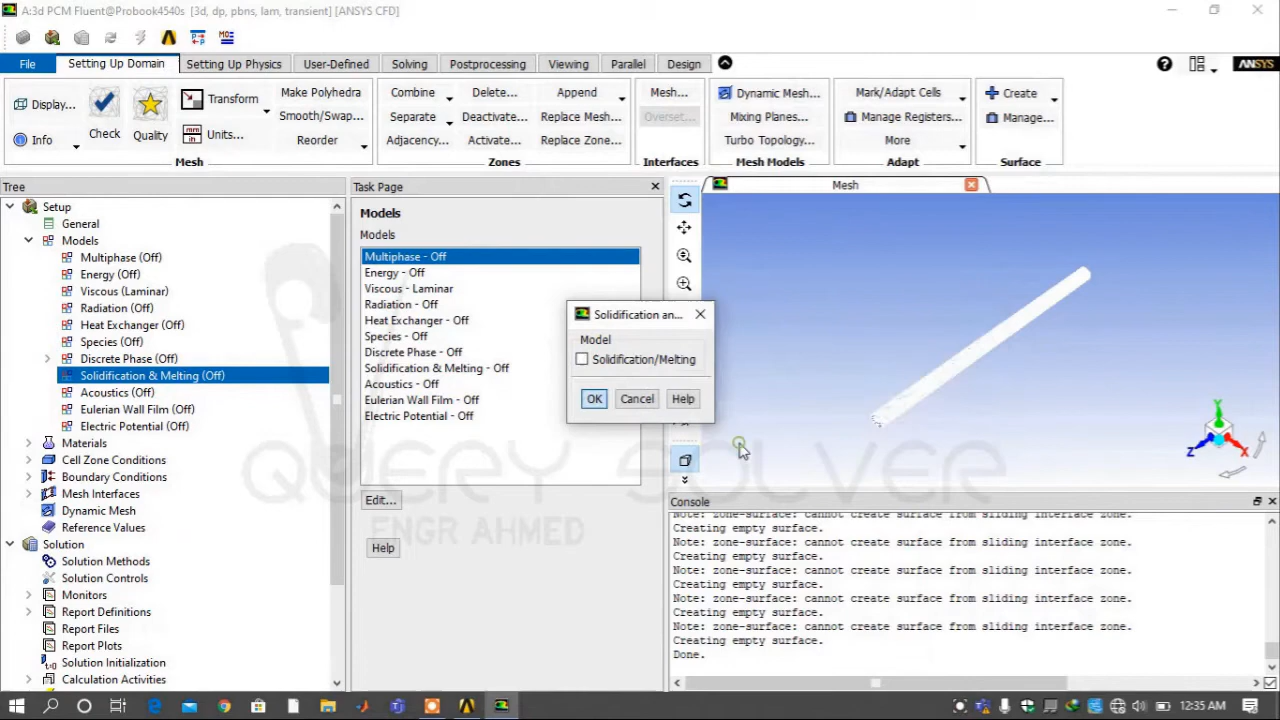 A:3d PCM Fluent@Probook4540s [3d, dp, pbns, lam, transient] [ANSYS CFD]
File Setting Up Domain Setting Up Physics User-Defined Solving Postprocessing Viewing Parallel Design ANSYS
Display...
Info
Check
Quality
Transform
Units...
Make Polyhedra
Smooth/Swap...
Reorder
Mesh
Combine
Separate
Adjacency...
Delete...
Deactivate...
Activate...
Append
Replace Mesh...
Replace Zone...
Zones
Mesh...
Overset...
Interfaces
Dynamic Mesh...
Mixing Planes...
Turbo Topology...
Mesh Models
Mark/Adapt Cells
Manage Registers...
More
Adapt
Create
Manage...
Surface
Tree
Setup
General
Models
Multiphase (Off)
Energy (Off)
Viscous (Laminar)
Radiation (Off)
Heat Exchanger (Off)
Species (Off)
Discrete Phase (Off)
Solidification & Melting (Off)
Acoustics (Off)
Eulerian Wall Film (Off)
Electric Potential (Off)
Materials
Cell Zone Conditions
Boundary Conditions
Mesh Interfaces
Dynamic Mesh
Reference Values
Solution
Solution Methods
Solution Controls
Monitors
Report Definitions
Report Files
Report Plots
Solution Initialization
Calculation Activities
Task Page
Models
Models
Multiphase - Off
Energy - Off
Viscous - Laminar
Radiation - Off
Heat Exchanger - Off
Species - Off
Discrete Phase - Off
Solidification & Melting - Off
Acoustics - Off
Eulerian Wall Film - Off
Electric Potential - Off
Edit...
Help
Solidification an...
Model
Solidification/Melting
OK Cancel Help
Mesh
Y
Z X
QUERY SOLVER
ENGR AHMED
Console
Note: zone-surface: cannot create surface from sliding interface zone.
Creating empty surface.
Note: zone-surface: cannot create surface from sliding interface zone.
Creating empty surface.
Note: zone-surface: cannot create surface from sliding interface zone.
Creating empty surface.
Note: zone-surface: cannot create surface from sliding interface zone.
Creating empty surface.
Note: zone-surface: cannot create surface from sliding interface zone.
Creating empty surface.
Done.
12:35 AM